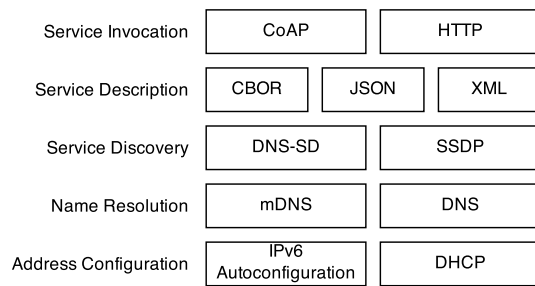 Service Invocation CoAP HTTP
Service Description CBOR JSON XML
Service Discovery DNS-SD SSDP
Name Resolution mDNS DNS
Address Configuration IPv6 Autoconfiguration DHCP